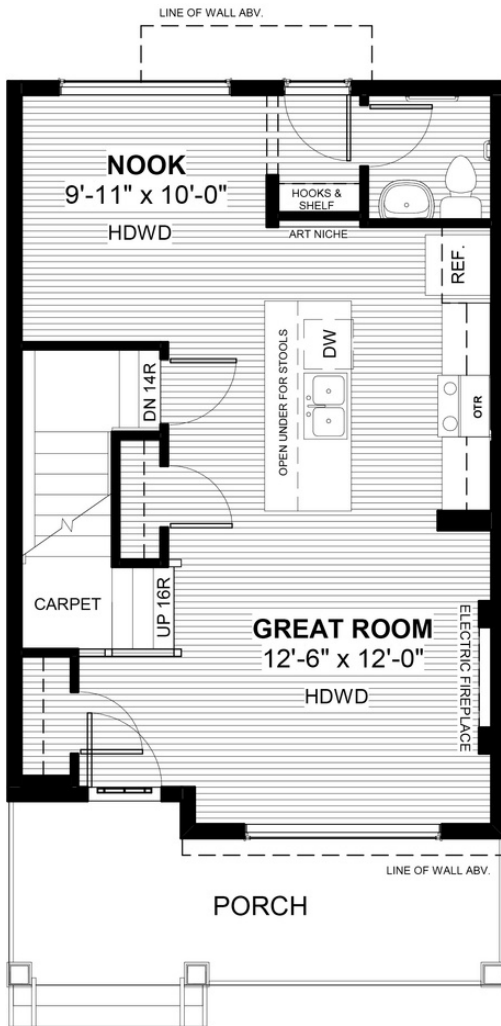 LINE OF WALL ABV.
NOOK
9'-11" x 10'-0"
HDWD
HOOKS &
SHELF
ART NICHE
REF.
DW
OPEN UNDER FOR STOOLS
OTR
DN 14R
UP 16R
CARPET
GREAT ROOM
12'-6" x 12'-0"
HDWD
ELECTRIC FIREPLACE
LINE OF WALL ABV.
PORCH